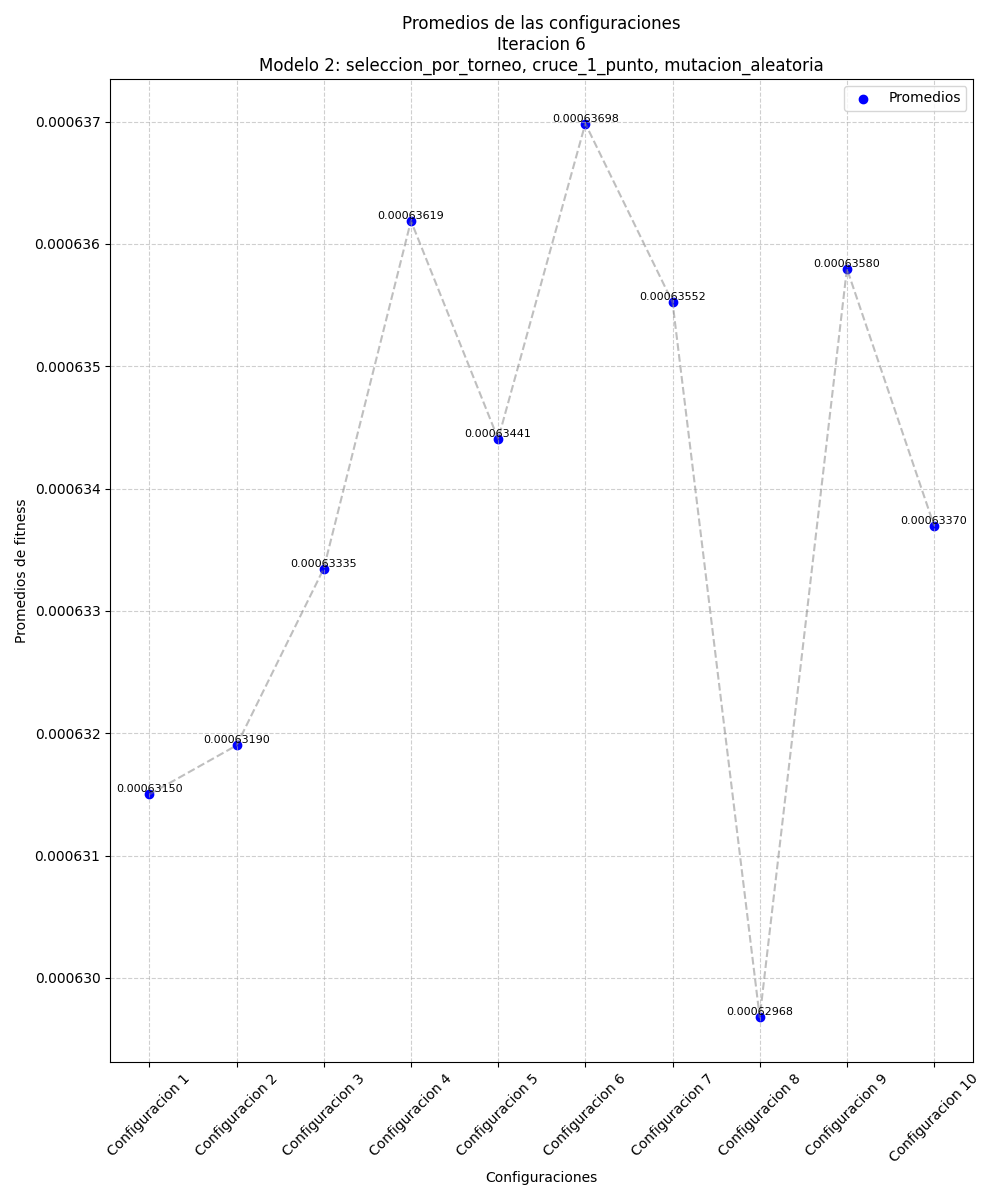 Promedios de las configuraciones
Iteracion 6
Modelo 2: seleccion_por_torneo, cruce_1_punto, mutacion_aleatoria
Promedios
Promedios de fitness
0.000637
0.000636
0.000635
0.000634
0.000633
0.000632
0.000631
0.000630
0.00063150
0.00063190
0.00063335
0.00063619
0.00063441
0.00063698
0.00063552
0.00062968
0.00063580
0.00063370
Configuracion 1
Configuracion 2
Configuracion 3
Configuracion 4
Configuracion 5
Configuracion 6
Configuracion 7
Configuracion 8
Configuracion 9
Configuracion 10
Configuraciones